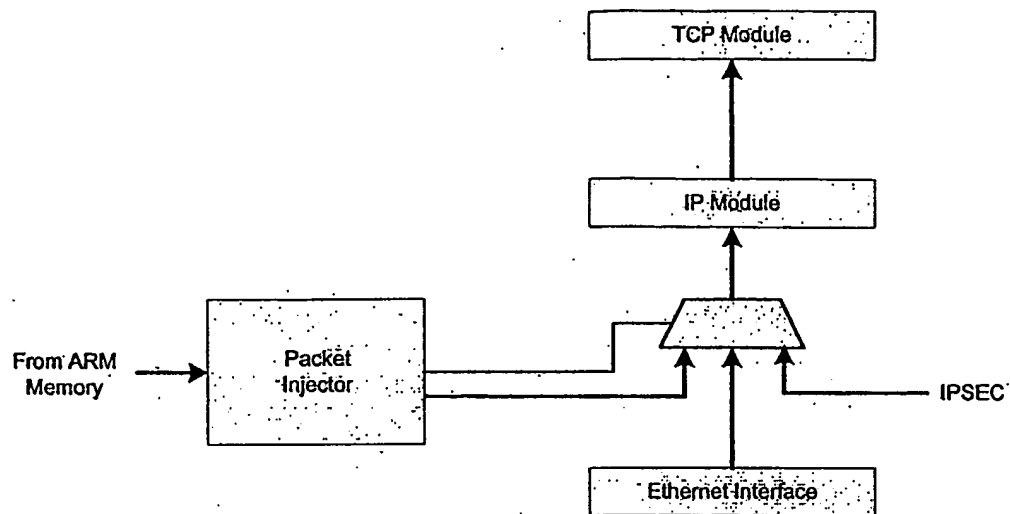 TCP Module
IP Module
From ARM
Memory
Packet
Injector
IPSEC
Ethernet Interface